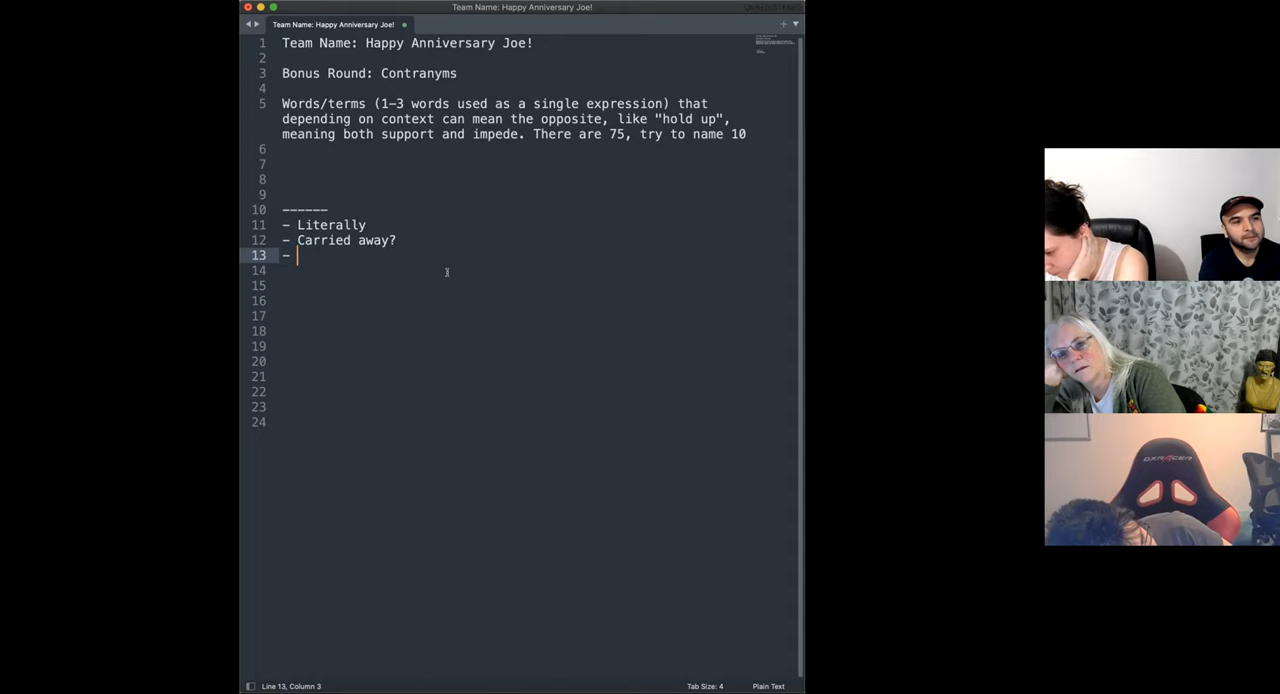 Team Name: Happy Anniversary Joe!
UNREGISTERED
Team Name: Happy Anniversary Joe!
1 Team Name: Happy Anniversary Joe!
2
3 Bonus Round: Contranyms
4
5 Words/terms (1-3 words used as a single expression) that
depending on context can mean the opposite, like "hold up",
meaning both support and impede. There are 75, try to name 10
6
7
8
9
10 ------
11 - Literally
12 - Carried away?
13 -
14
15
16
17
18
19
20
21
22
23
24
DXRACER
Line 13, Column 3
Tab Size: 4
Plain Text